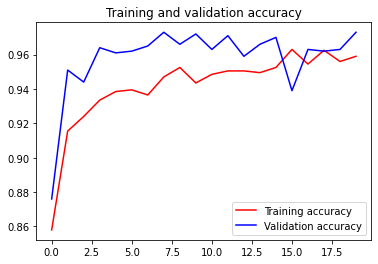 Training and validation accuracy
0.96
0.94
0.92
0.90
0.88
0.86
Training accuracy
Validation accuracy
0.0 2.5 5.0 7.5 10.0 12.5 15.0 17.5